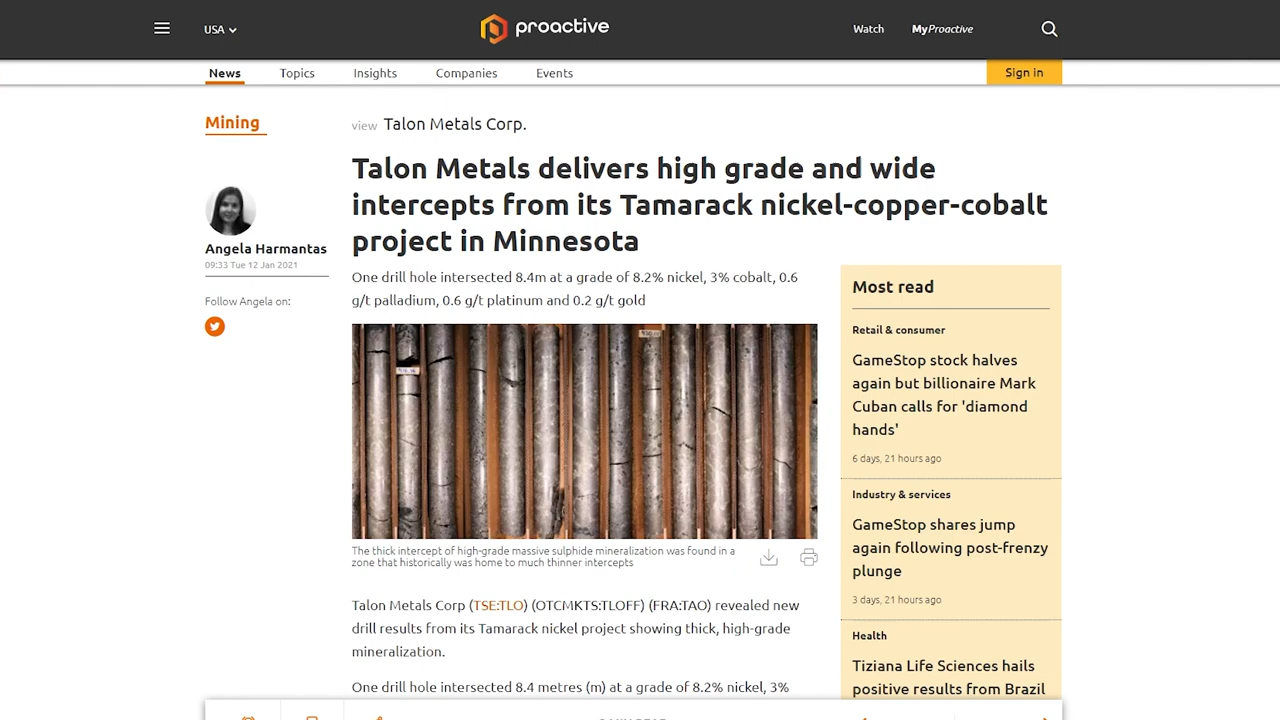 USA
proactive
Watch
MyProactive
News
Topics
Insights
Companies
Events
Sign in
Mining
view Talon Metals Corp.
Talon Metals delivers high grade and wide
intercepts from its Tamarack nickel-copper-cobalt
project in Minnesota
Angela Harmantas
09:33 Tue 12 Jan 2021
Follow Angela on:
One drill hole intersected 8.4m at a grade of 8.2% nickel, 3% cobalt, 0.6
g/t palladium, 0.6 g/t platinum and 0.2 g/t gold
The thick intercept of high-grade massive sulphide mineralization was found in a
zone that historically was home to much thinner intercepts
Talon Metals Corp (TSE:TLO) (OTCMKTS:TLOFF) (FRA:TAO) revealed new
drill results from its Tamarack nickel project showing thick, high-grade
mineralization.
One drill hole intersected 8.4 metres (m) at a grade of 8.2% nickel, 3%
Most read
Retail & consumer
GameStop stock halves
again but billionaire Mark
Cuban calls for 'diamond
hands'
6 days, 21 hours ago
Industry & services
GameStop shares jump
again following post-frenzy
plunge
3 days, 21 hours ago
Health
Tiziana Life Sciences hails
positive results from Brazil